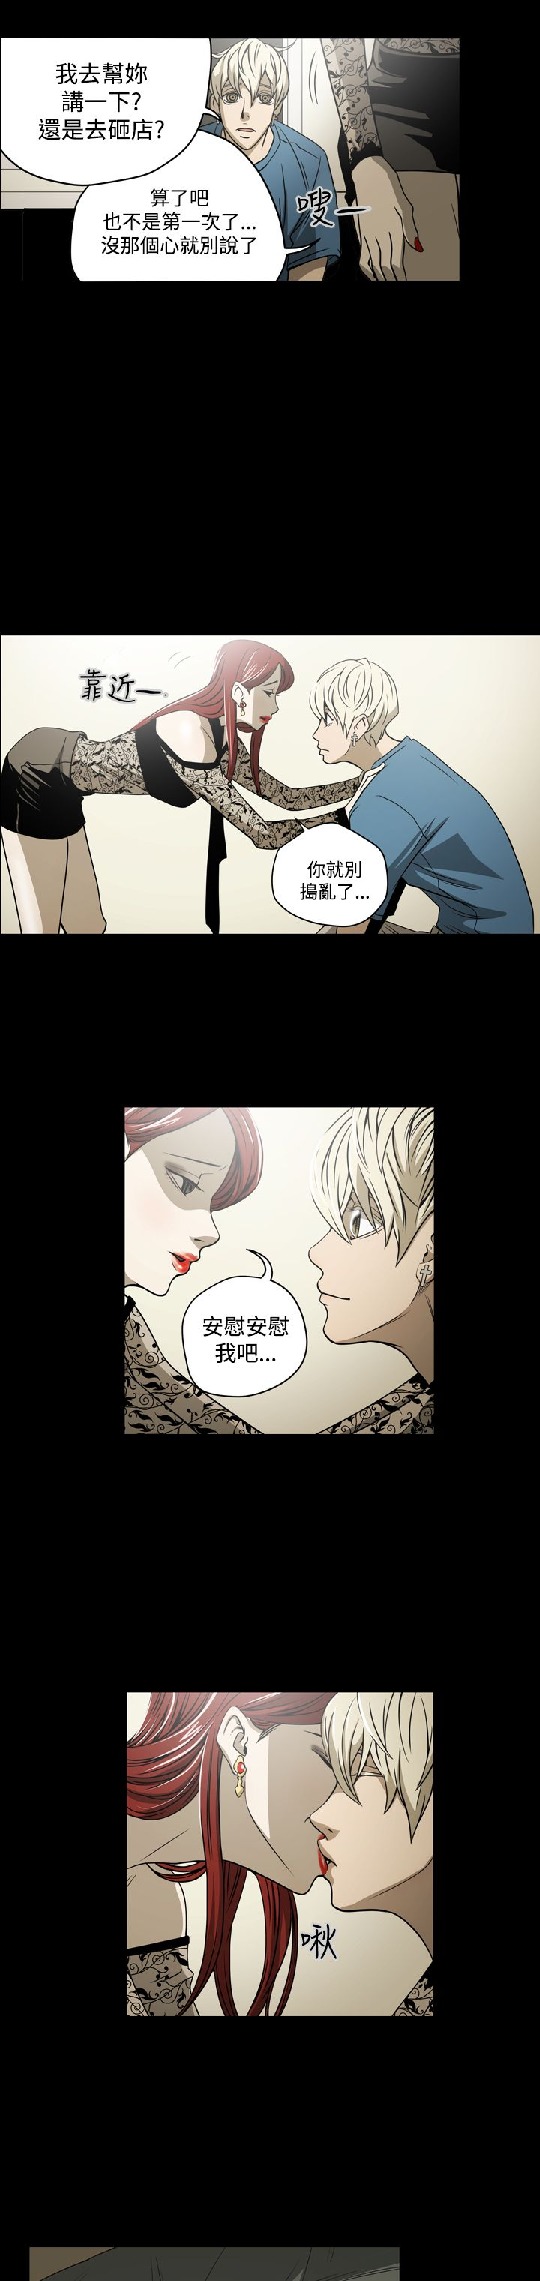 我去幫妳
講一下?
還是去砸店?
算了吧
也不是第一次了...
沒那個心就別說了
嗖一
靠近一
你就別
搗亂了...
安慰安慰
我吧...
啾